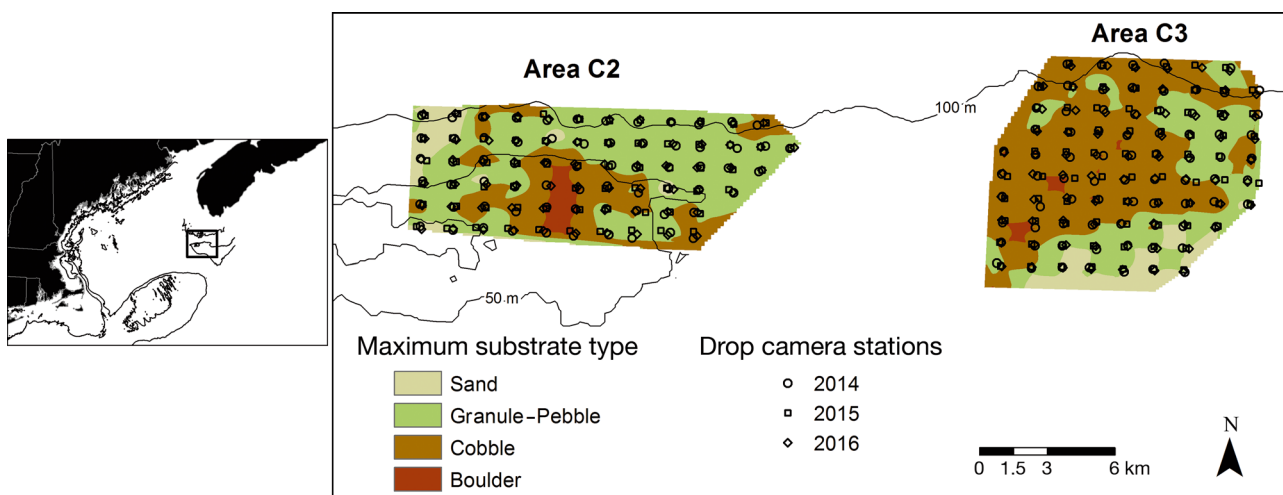 Area C2
Area C3
100 m
50 m
Maximum substrate type
Sand
Granule–Pebble
Cobble
Boulder
Drop camera stations
2014
2015
2016
N
0 1.5 3 6 km